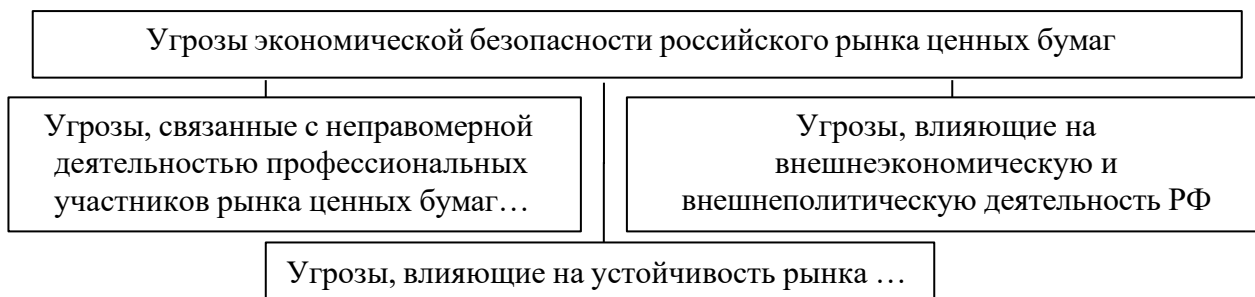 Угрозы экономической безопасности российского рынка ценных бумаг
Угрозы, связанные с неправомерной
деятельностью профессиональных
участников рынка ценных бумаг…
Угрозы, влияющие на
внешнеэкономическую и
внешнеполитическую деятельность РФ
Угрозы, влияющие на устойчивость рынка …